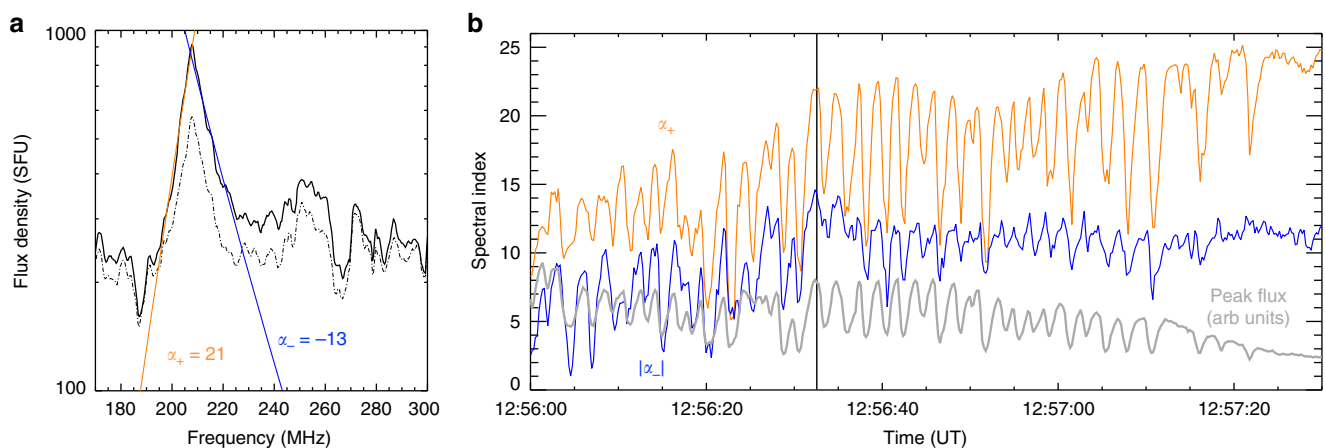 a
1000
100
Flux density (SFU)
α+ = 21
α− = −13
180 200 220 240 260 280 300
Frequency (MHz)
b
25
20
15
10
5
0
Spectral index
α+
|α−|
Peak flux
(arb units)
12:56:00 12:56:20 12:56:40 12:57:00 12:57:20
Time (UT)